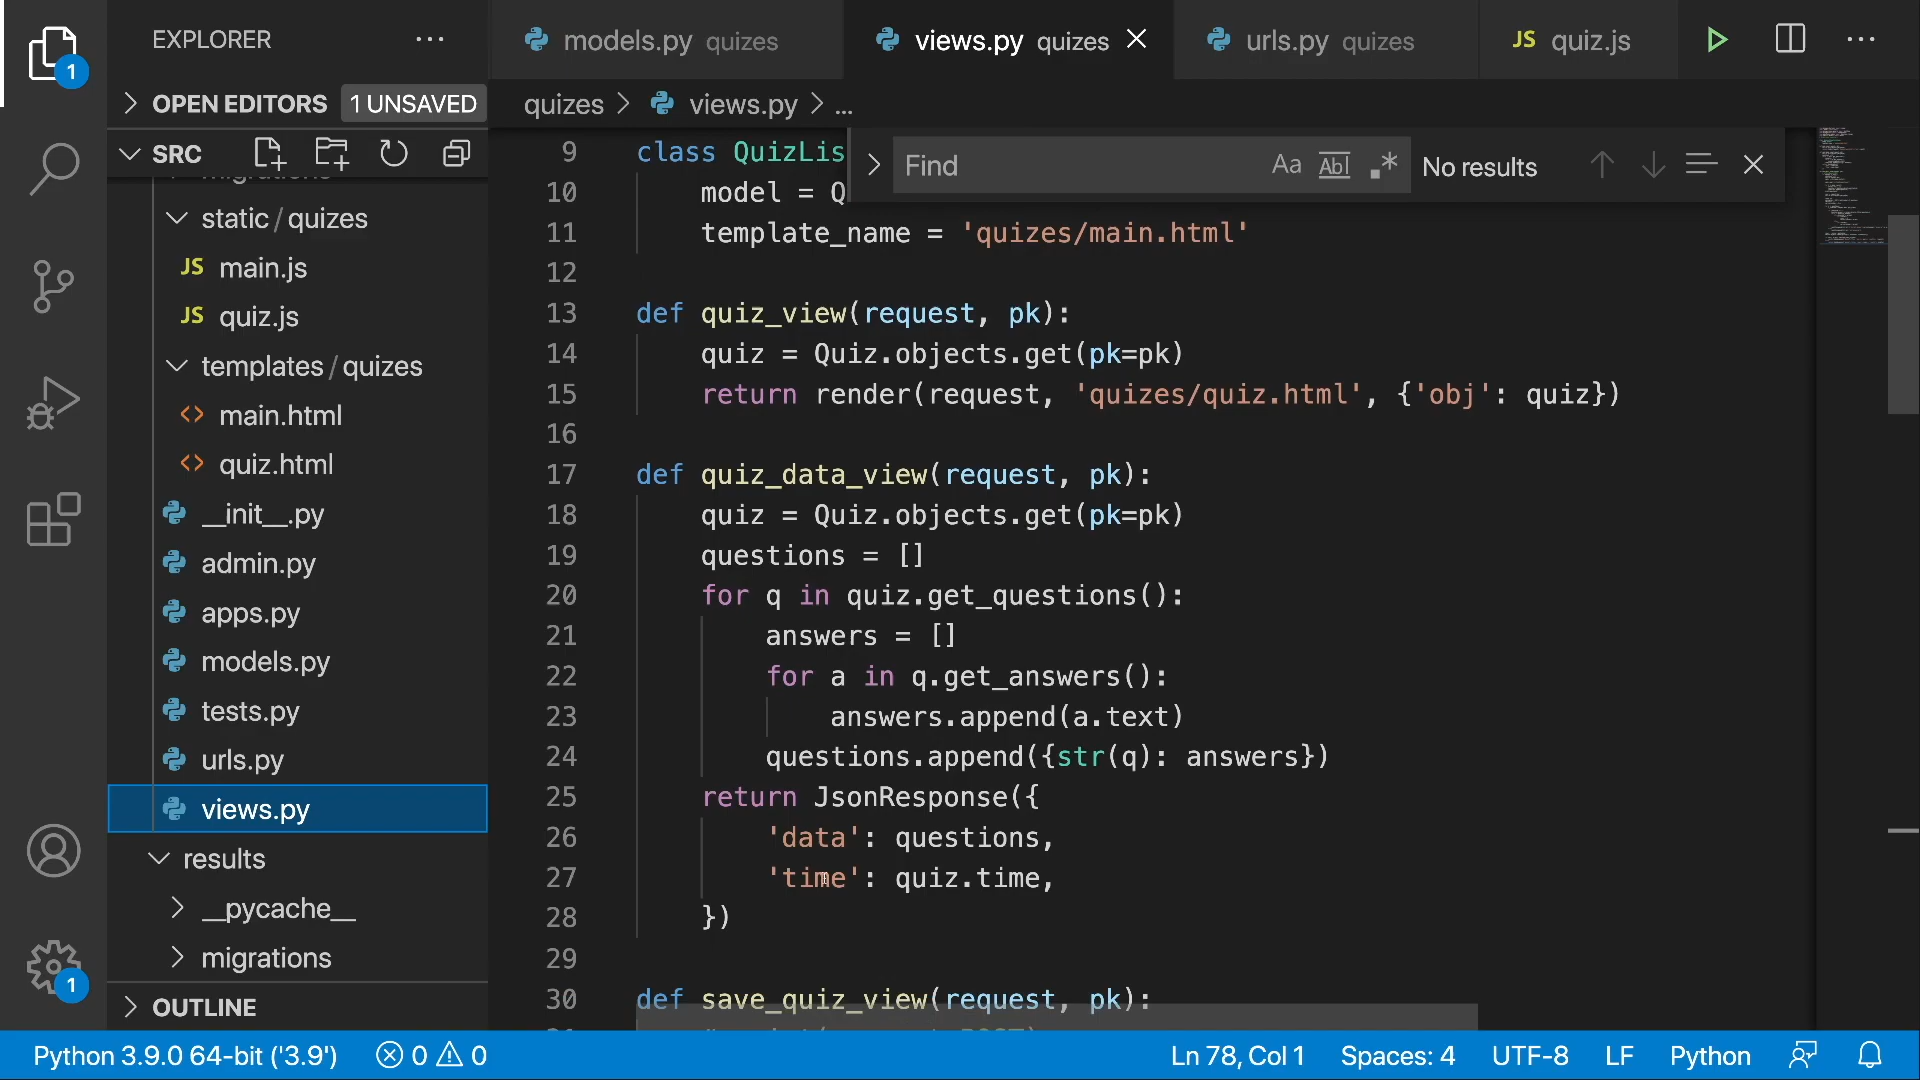 EXPLORER
OPEN EDITORS 1 UNSAVED
SRC
static/quizes
JS main.js
JS quiz.js
templates/quizes
<> main.html
<> quiz.html
__init__.py
admin.py
apps.py
models.py
tests.py
urls.py
views.py
results
__pycache__
migrations
OUTLINE
models.py quizes
views.py quizes
urls.py quizes
JS quiz.js
quizes > views.py > ...
Find
Aa Abl .* No results
9 class QuizLis
10 model = Q
11 template_name = 'quizes/main.html'
12
13 def quiz_view(request, pk):
14 quiz = Quiz.objects.get(pk=pk)
15 return render(request, 'quizes/quiz.html', {'obj': quiz})
16
17 def quiz_data_view(request, pk):
18 quiz = Quiz.objects.get(pk=pk)
19 questions = []
20 for q in quiz.get_questions():
21 answers = []
22 for a in q.get_answers():
23 answers.append(a.text)
24 questions.append({str(q): answers})
25 return JsonResponse({
26 'data': questions,
27 'time': quiz.time,
28 })
29
30 def save_quiz_view(request, pk):
1
1
Python 3.9.0 64-bit ('3.9') 0 0 Ln 78, Col 1 Spaces: 4 UTF-8 LF Python